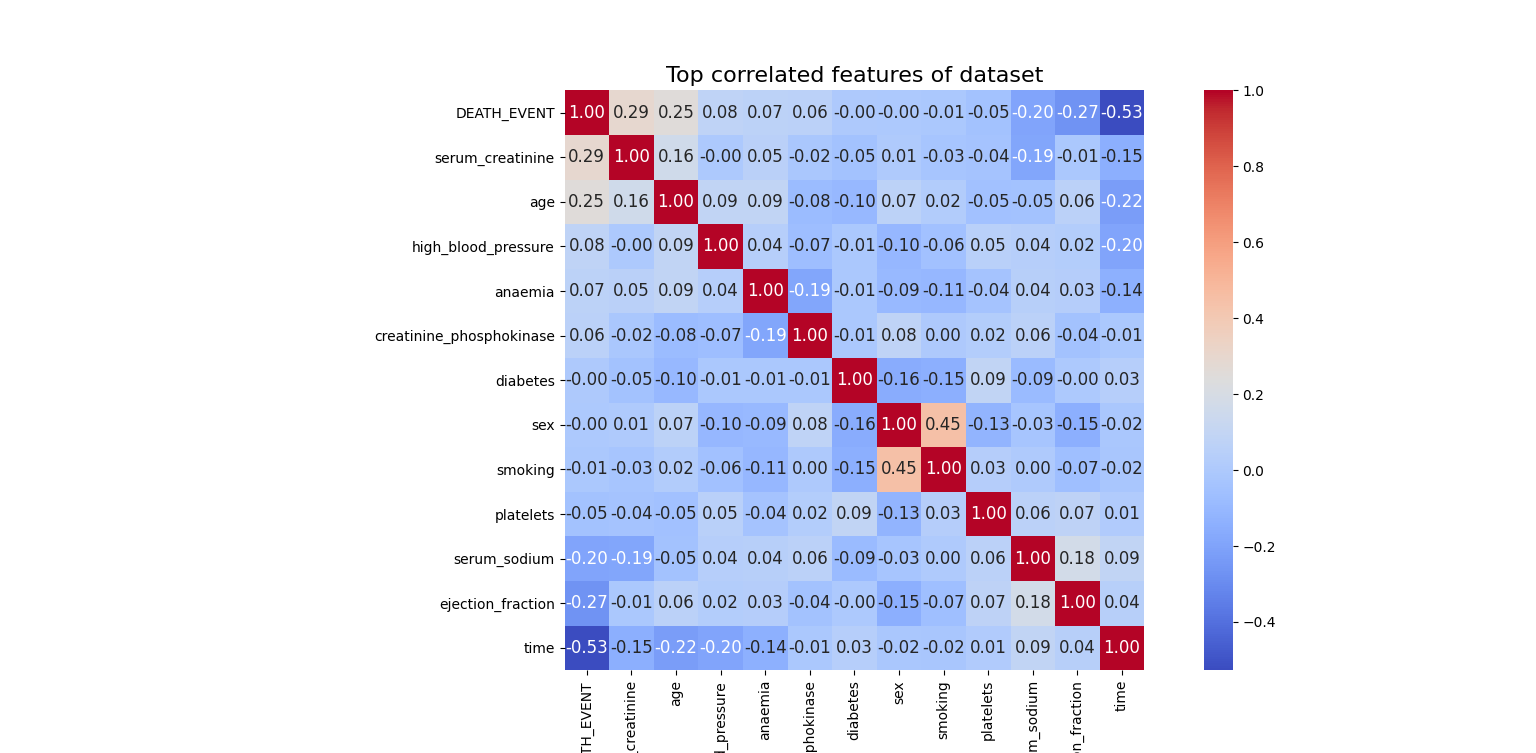 Top correlated features of dataset
DEATH_EVENT 1.00 0.29 0.25 0.08 0.07 0.06 -0.00 -0.00 -0.01 -0.05 -0.20 -0.27 -0.53 1.0
serum_creatinine 0.29 1.00 0.16 -0.00 0.05 -0.02 -0.05 0.01 -0.03 -0.04 -0.19 -0.01 -0.15 0.8
age 0.25 0.16 1.00 0.09 0.09 -0.08 -0.10 0.07 0.02 -0.05 -0.05 0.06 -0.22
high_blood_pressure 0.08 -0.00 0.09 1.00 0.04 -0.07 -0.01 -0.10 -0.06 0.05 0.04 0.02 -0.20 0.6
anaemia 0.07 0.05 0.09 0.04 1.00 -0.19 -0.01 -0.09 -0.11 -0.04 0.04 0.03 -0.14 0.4
creatinine_phosphokinase 0.06 -0.02 -0.08 -0.07 -0.19 1.00 -0.01 0.08 0.00 0.02 0.06 -0.04 -0.01
diabetes -0.00 -0.05 -0.10 -0.01 -0.01 -0.01 1.00 -0.16 -0.15 0.09 -0.09 -0.00 0.03 0.2
sex -0.00 0.01 0.07 -0.10 -0.09 0.08 -0.16 1.00 0.45 -0.13 -0.03 -0.15 -0.02
smoking -0.01 -0.03 0.02 -0.06 -0.11 0.00 -0.15 0.45 1.00 0.03 0.00 -0.07 -0.02 0.0
platelets -0.05 -0.04 -0.05 0.05 -0.04 0.02 0.09 -0.13 0.03 1.00 0.06 0.07 0.01
serum_sodium -0.20 -0.19 -0.05 0.04 0.04 0.06 -0.09 -0.03 0.00 0.06 1.00 0.18 0.09 −0.2
ejection_fraction -0.27 -0.01 0.06 0.02 0.03 -0.04 -0.00 -0.15 -0.07 0.07 0.18 1.00 0.04 −0.4
time -0.53 -0.15 -0.22 -0.20 -0.14 -0.01 0.03 -0.02 -0.02 0.01 0.09 0.04 1.00
TH_EVENT
_creatinine
age
d_pressure
anaemia
phokinase
diabetes
sex
smoking
platelets
m_sodium
on_fraction
time